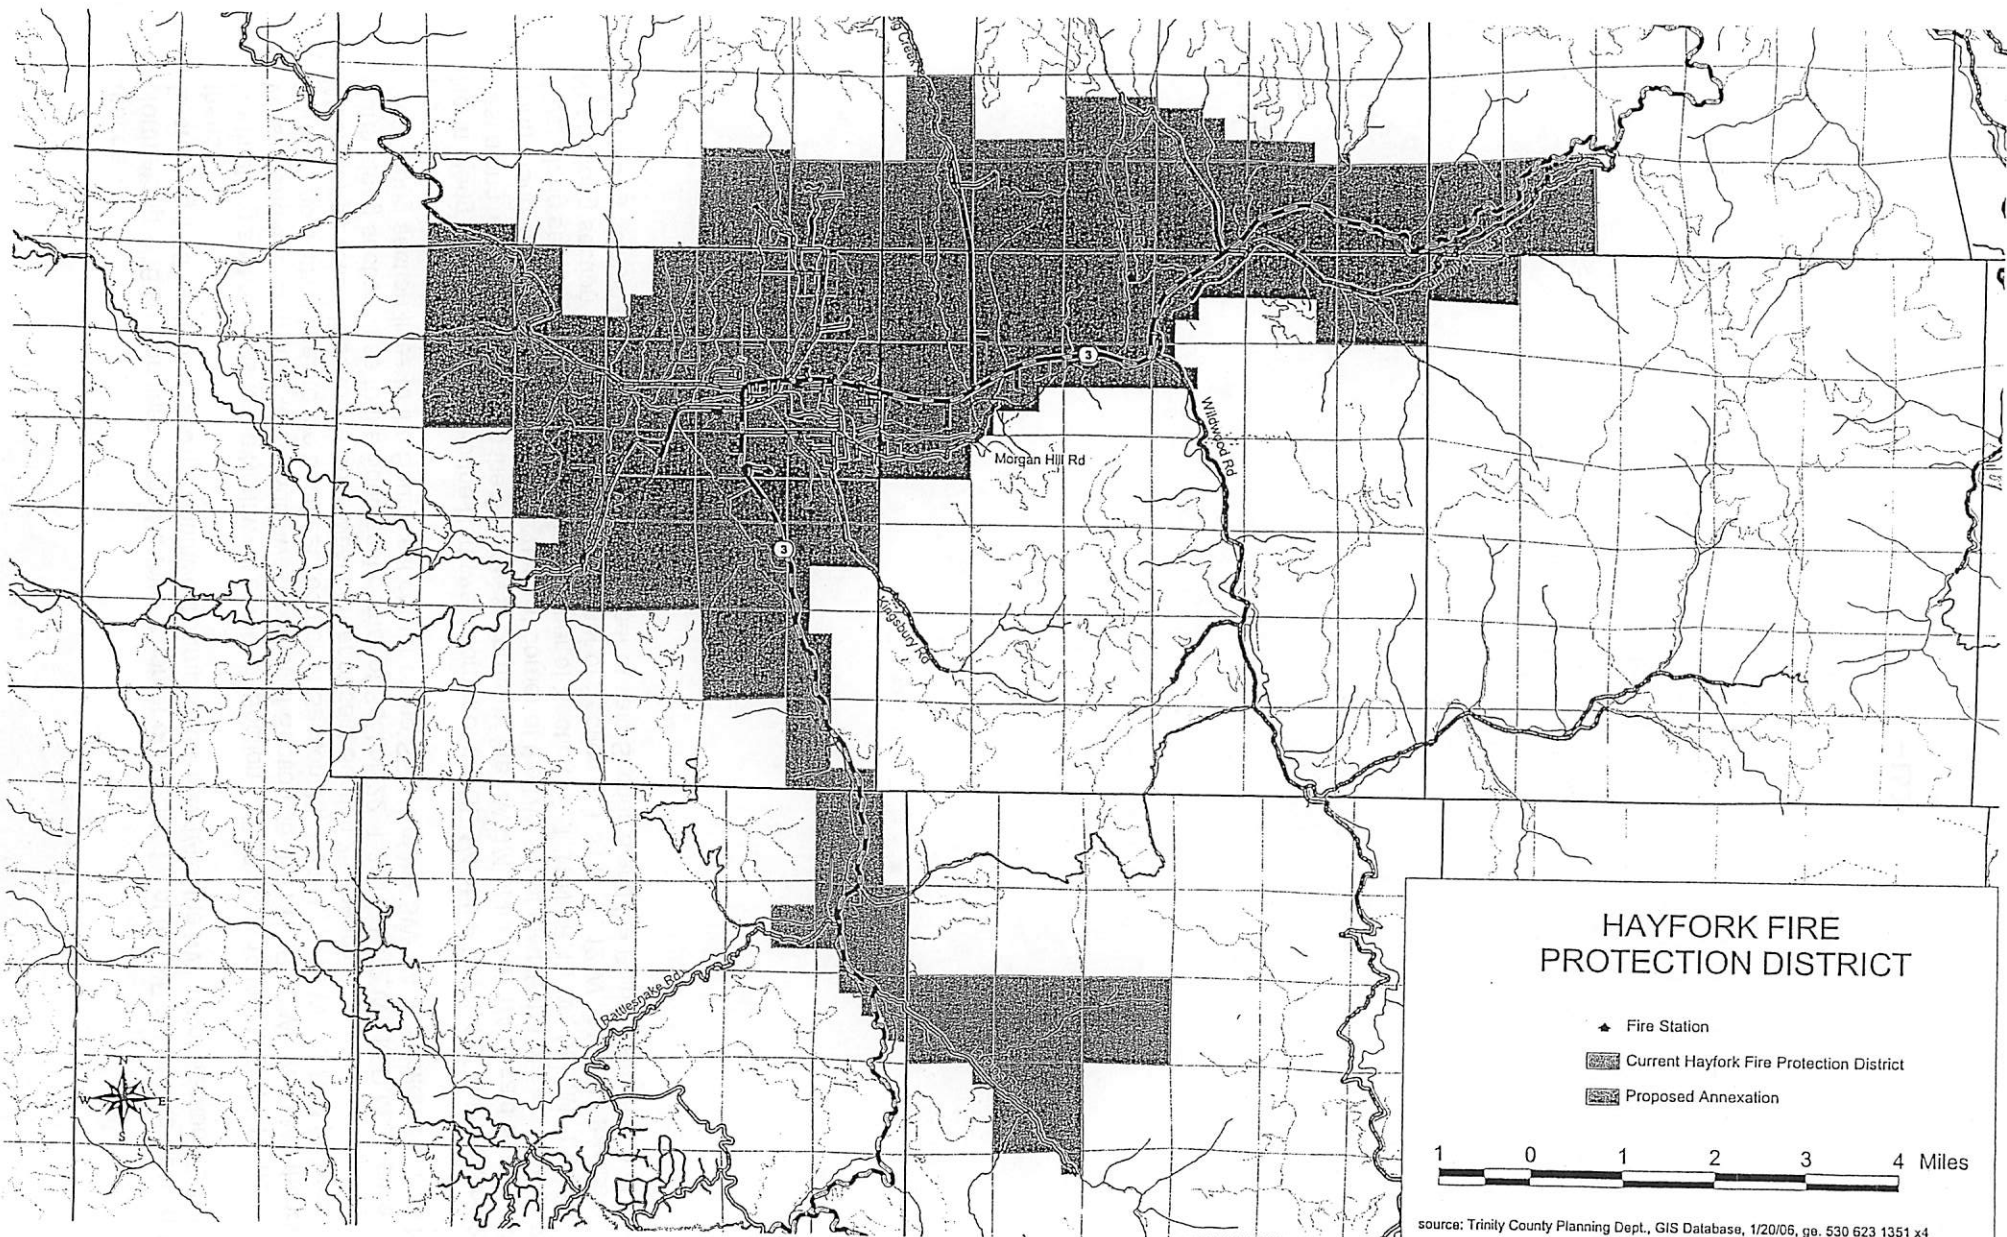 Creek
3
Wildwood Rd
Morgan Hill Rd
3
Kingsbury Rd
Rattlesnake Rd
N
W E
S
HAYFORK FIRE
PROTECTION DISTRICT
Fire Station
Current Hayfork Fire Protection District
Proposed Annexation
1 0 1 2 3 4 Miles
source: Trinity County Planning Dept., GIS Database, 1/20/06, ge. 530 623 1351 x4